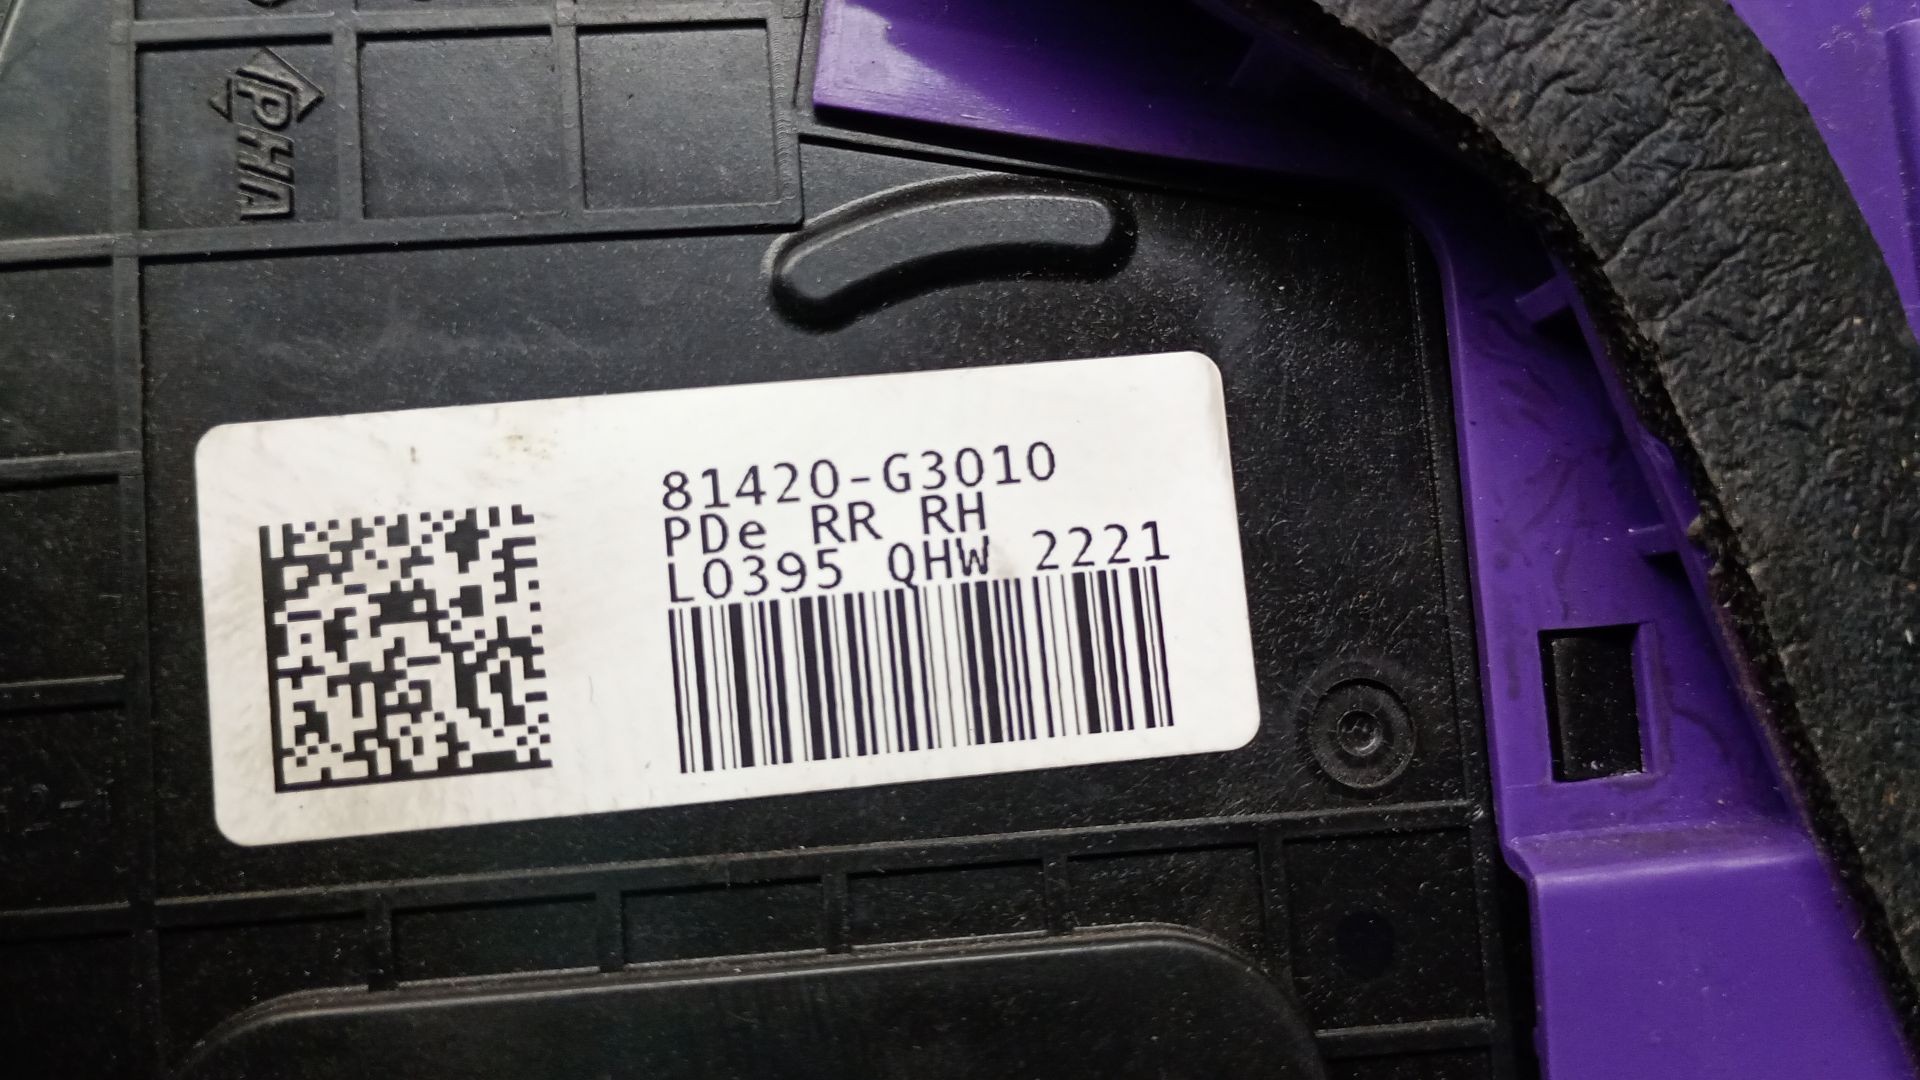 PHA
81420-G3010
PDe RR RH
L0395 QHW 2221